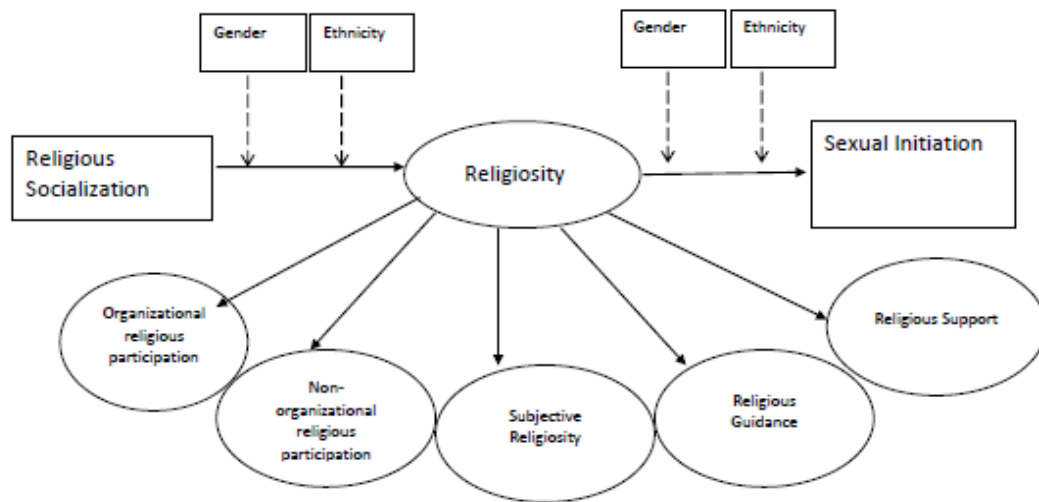 Gender
Ethnicity
Gender
Ethnicity
Religious
Socialization
Religiosity
Sexual Initiation
Organizational
religious
participation
Non-
organizational
religious
participation
Subjective
Religiosity
Religious
Guidance
Religious Support